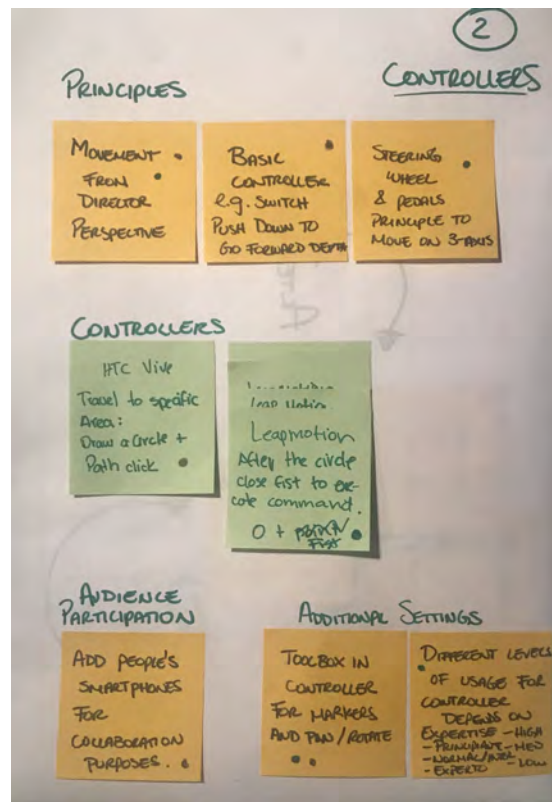 2
CONTROLLERS
PRINCIPLES
MOVEMENT
FROM
DIRECTOR
PERSPECTIVE
BASIC
CONTROLLER
e.g. SWITCH
PUSH DOWN TO
GO FORWARD DEPTH
STEERING
WHEEL
& PEDALS
PRINCIPLE TO
MOVE ON 3-AXIS
CONTROLLERS
HTC Vive
Travel to specific
Area:
Draw a Circle +
Path click
Leap Motion
Leapmotion
After the circle
close fist to exe-
cute command.
O +
FIST
AUDIENCE
PARTICIPATION
ADD PEOPLE'S
SMARTPHONES
FOR
COLLABORATION
PURPOSES.
ADDITIONAL SETTINGS
TOOLBOX IN
CONTROLLER
FOR MARKERS
AND PAN/ROTATE
DIFFERENT LEVELS
OF USAGE FOR
CONTROLLER
DEPENDS ON
EXPERTISE - HIGH
- MED
- NORMAL/ - LOW
- EXPERTO